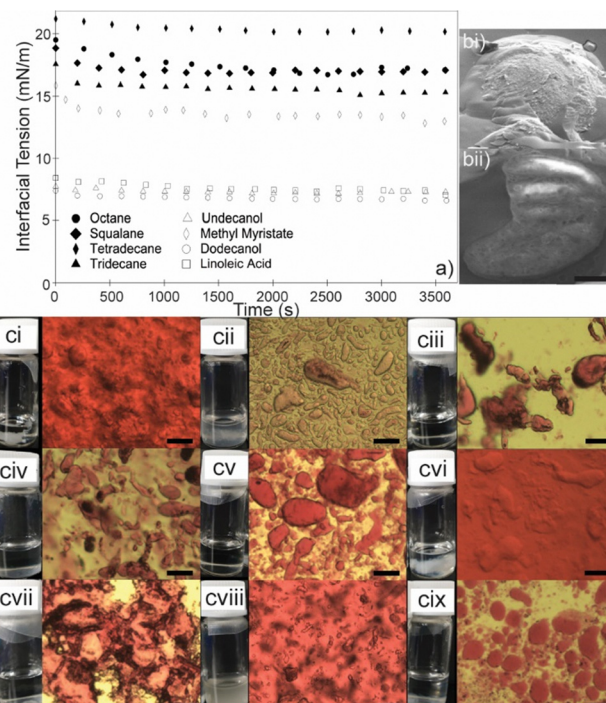 Interfacial Tension (mN/m)
20
15
10
5
0
0 500 1000 1500 2000 2500 3000 3500
Time (s)
Octane
Squalane
Tetradecane
Tridecane
Undecanol
Methyl Myristate
Dodecanol
Linoleic Acid
a)
bi)
bii)
ci
cii
ciii
civ
cv
cvi
cvii
cviii
cix